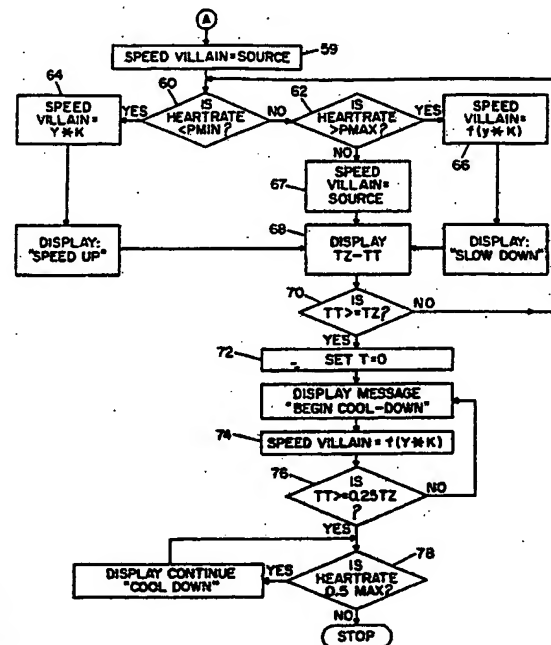 A
SPEED VILLAIN=SOURCE
59
64
60
62
SPEED
VILLAIN=
Y*K
YES
IS
HEARTRATE
<PMIN?
NO
IS
HEARTRATE
>PMAX?
YES
SPEED
VILLAIN=
f(y*K)
66
NO
67
SPEED
VILLAIN=
SOURCE
68
DISPLAY:
"SPEED UP"
DISPLAY
TZ-TT
DISPLAY:
"SLOW DOWN"
70
IS
TT>=TZ?
NO
YES
72
SET T=0
DISPLAY MESSAGE
"BEGIN COOL-DOWN"
74
SPEED VILLAIN = f(Y*K)
76
IS
TT>=0.25TZ
?
NO
YES
78
DISPLAY CONTINUE
"COOL DOWN"
YES
IS
HEARTRATE
0.5 MAX?
NO
STOP